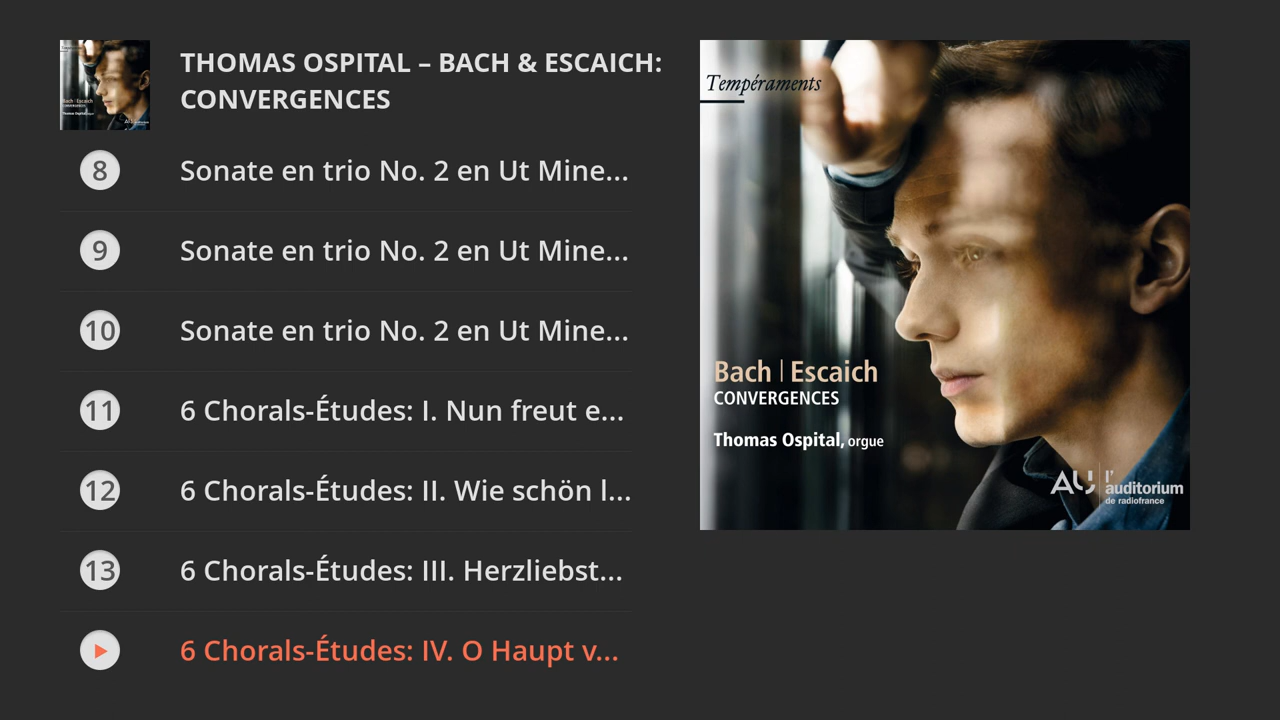 THOMAS OSPITAL – BACH & ESCAICH:
CONVERGENCES
8 Sonate en trio No. 2 en Ut Mine...
9 Sonate en trio No. 2 en Ut Mine...
10 Sonate en trio No. 2 en Ut Mine...
11 6 Chorals-Études: I. Nun freut e...
12 6 Chorals-Études: II. Wie schön l...
13 6 Chorals-Études: III. Herzliebst...
6 Chorals-Études: IV. O Haupt v...
Tempéraments
Bach | Escaich
CONVERGENCES
Thomas Ospital, orgue
AU l'
auditorium
de radiofrance